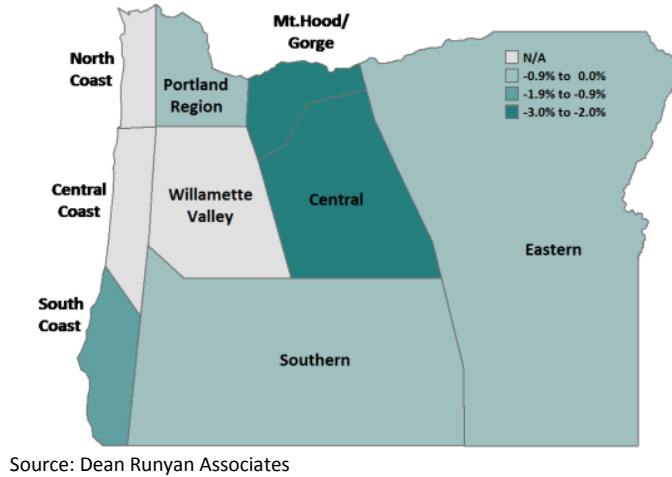 Mt.Hood/
Gorge
North
Coast
Portland
Region
N/A
-0.9% to 0.0%
-1.9% to -0.9%
-3.0% to -2.0%
Central
Coast
Willamette
Valley
Central
Eastern
South
Coast
Southern
Source: Dean Runyan Associates